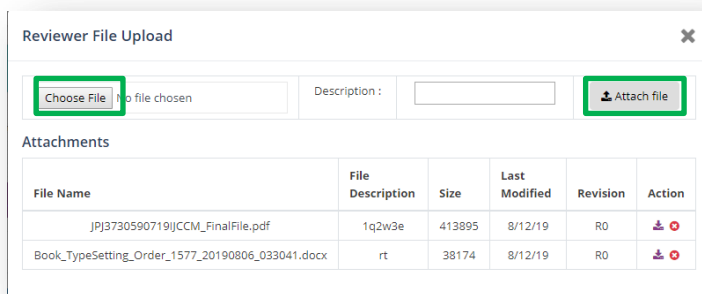 Reviewer File Upload
Choose File No file chosen Description : Attach file
Attachments
File Name File Description Size Last Modified Revision Action
JPJ3730590719IJCCM_FinalFile.pdf 1q2w3e 413895 8/12/19 R0
Book_TypeSetting_Order_1577_20190806_033041.docx rt 38174 8/12/19 R0